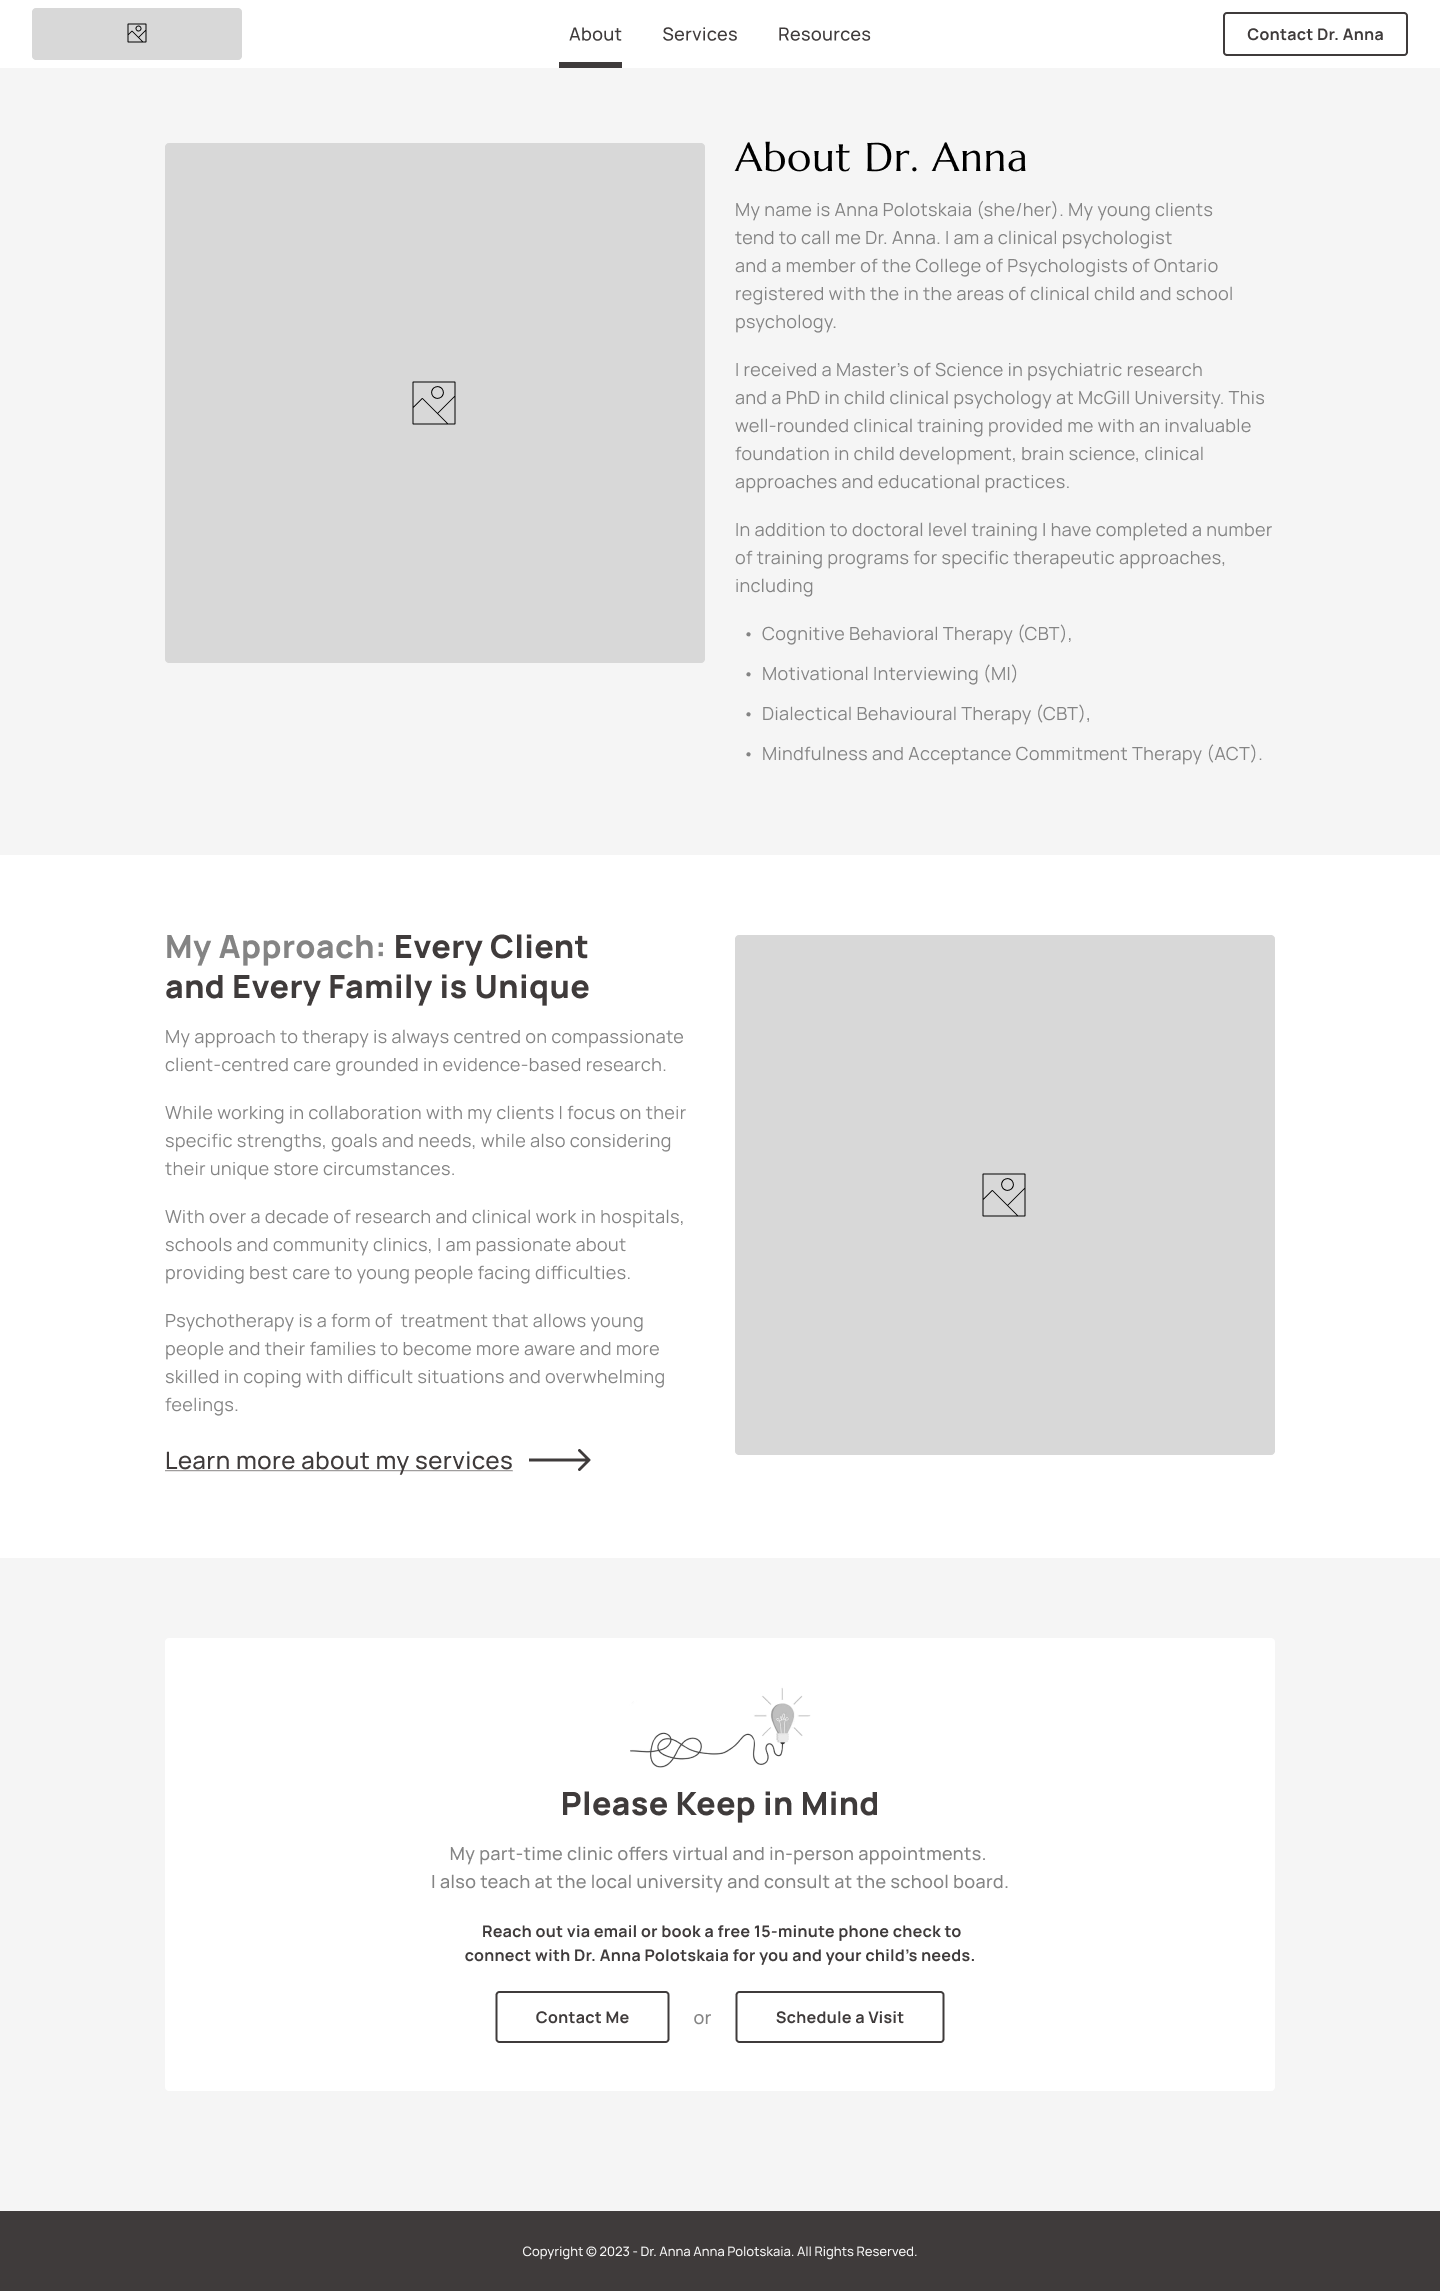 About
Services
Resources
Contact Dr. Anna
About Dr. Anna
My name is Anna Polotskaia (she/her). My young clients
tend to call me Dr. Anna. I am a clinical psychologist
and a member of the College of Psychologists of Ontario
registered with the in the areas of clinical child and school
psychology.
I received a Master's of Science in psychiatric research
and a PhD in child clinical psychology at McGill University. This
well-rounded clinical training provided me with an invaluable
foundation in child development, brain science, clinical
approaches and educational practices.
In addition to doctoral level training I have completed a number
of training programs for specific therapeutic approaches,
including
• Cognitive Behavioral Therapy (CBT),
• Motivational Interviewing (MI)
• Dialectical Behavioural Therapy (CBT),
• Mindfulness and Acceptance Commitment Therapy (ACT).
My Approach: Every Client
and Every Family is Unique
My approach to therapy is always centred on compassionate
client-centred care grounded in evidence-based research.
While working in collaboration with my clients I focus on their
specific strengths, goals and needs, while also considering
their unique store circumstances.
With over a decade of research and clinical work in hospitals,
schools and community clinics, I am passionate about
providing best care to young people facing difficulties.
Psychotherapy is a form of  treatment that allows young
people and their families to become more aware and more
skilled in coping with difficult situations and overwhelming
feelings.
Learn more about my services
Please Keep in Mind
My part-time clinic offers virtual and in-person appointments.
I also teach at the local university and consult at the school board.
Reach out via email or book a free 15-minute phone check to
connect with Dr. Anna Polotskaia for you and your child's needs.
Contact Me
or
Schedule a Visit
Copyright © 2023 - Dr. Anna Anna Polotskaia. All Rights Reserved.